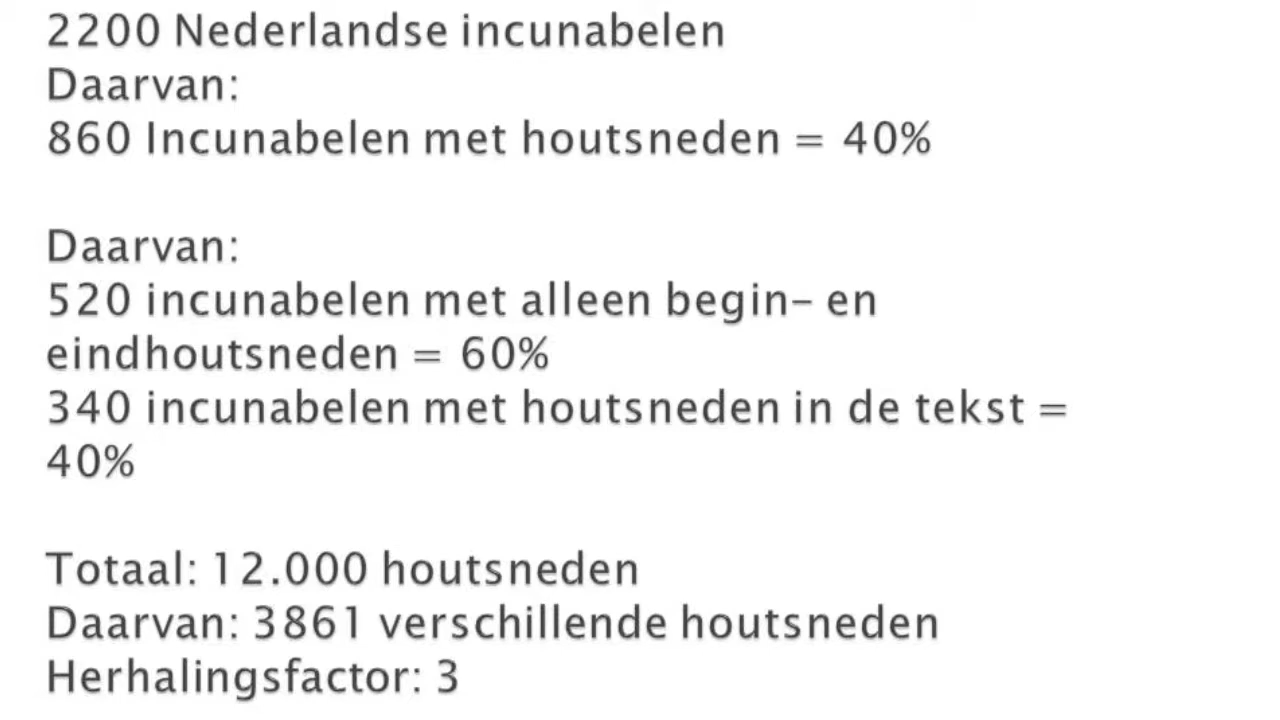 2200 Nederlandse incunabelen
Daarvan:
860 Incunabelen met houtsneden = 40%
Daarvan:
520 incunabelen met alleen begin- en
eindhoutsneden = 60%
340 incunabelen met houtsneden in de tekst =
40%
Totaal: 12.000 houtsneden
Daarvan: 3861 verschillende houtsneden
Herhalingsfactor: 3